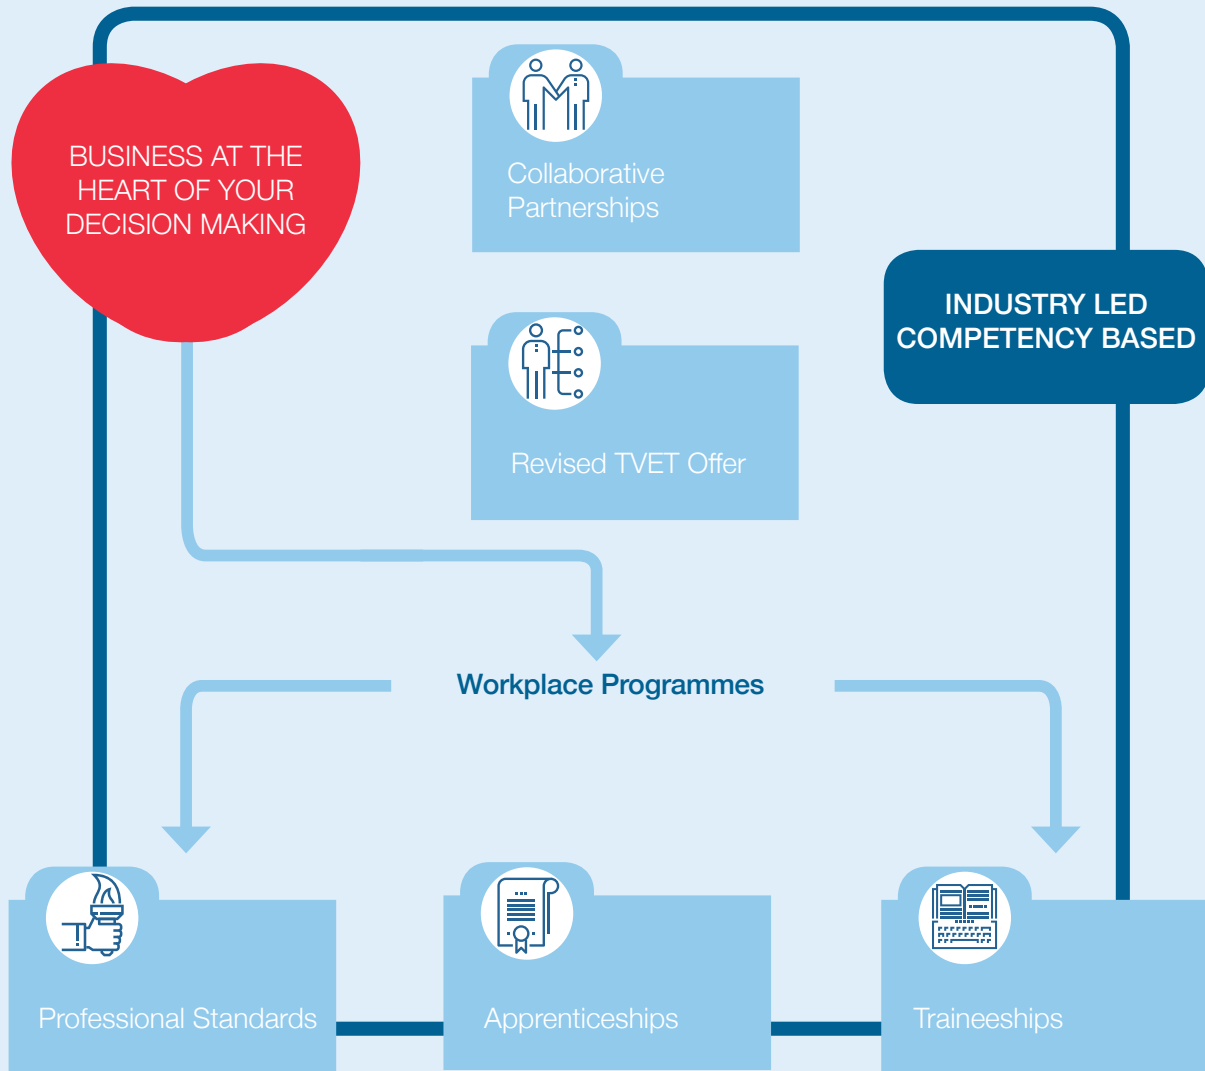 BUSINESS AT THE
HEART OF YOUR
DECISION MAKING
Collaborative
Partnerships
INDUSTRY LED
COMPETENCY BASED
Revised TVET Offer
Workplace Programmes
Professional Standards
Apprenticeships
Traineeships